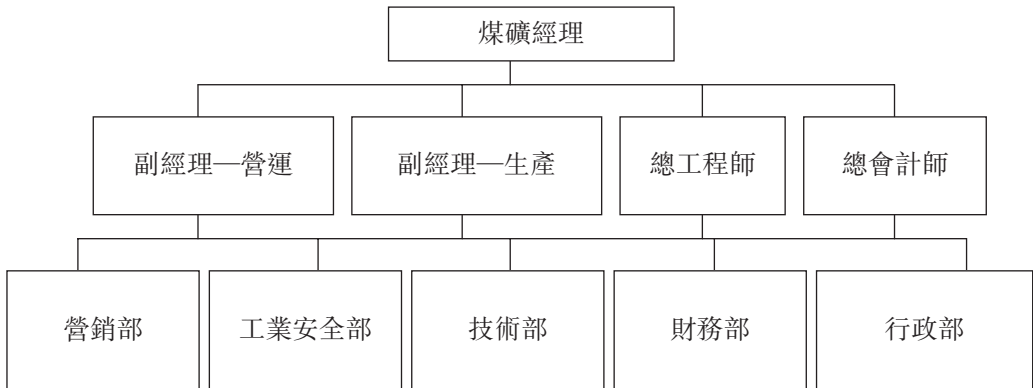 煤礦經理
副經理—營運
副經理—生產
總工程師
總會計師
營銷部
工業安全部
技術部
財務部
行政部